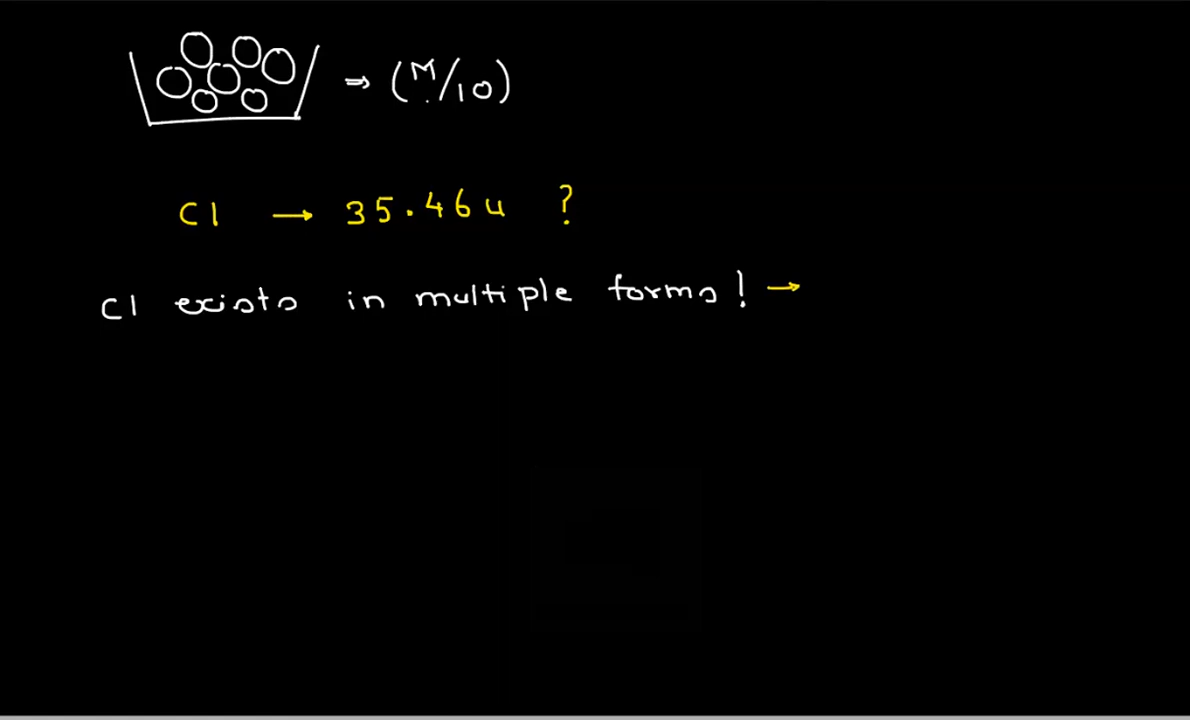 ⇒ (M/10)
Cl → 35.46u ?
Cl exists in multiple forms! →